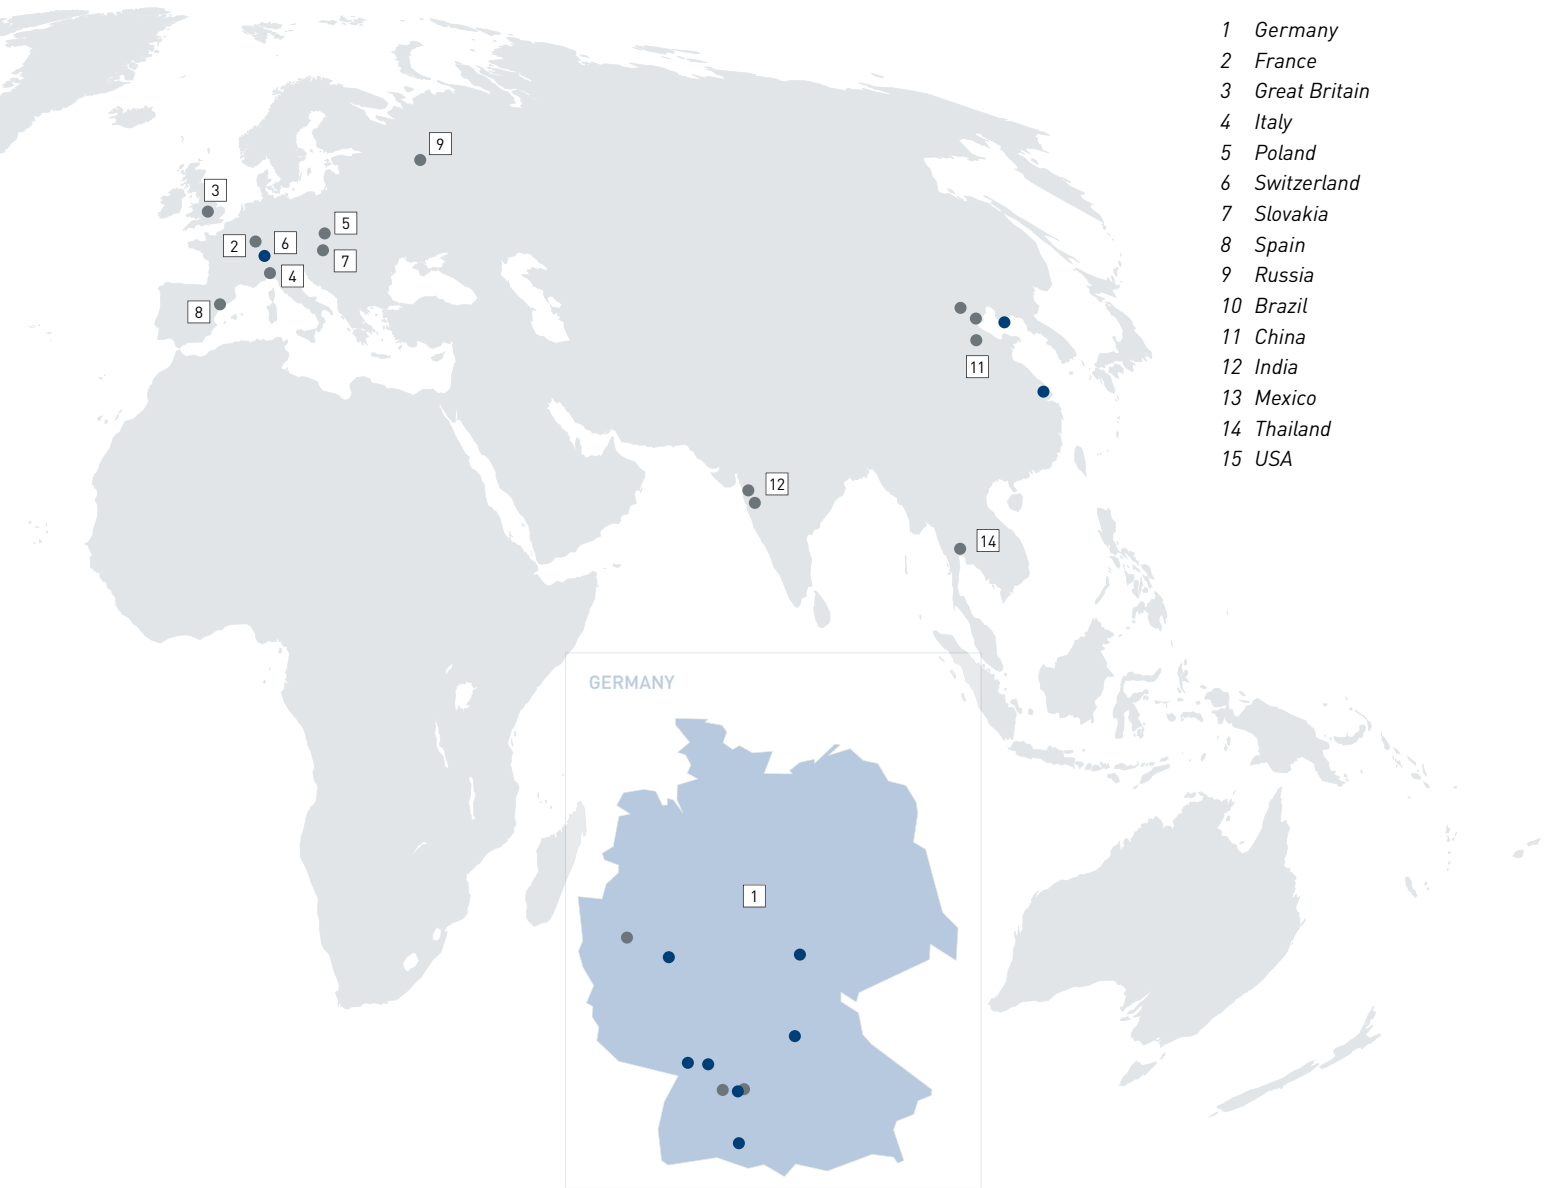 1 Germany
2 France
3 Great Britain
4 Italy
5 Poland
6 Switzerland
7 Slovakia
8 Spain
9 Russia
10 Brazil
11 China
12 India
13 Mexico
14 Thailand
15 USA
9
3
5
2
6
7
4
8
11
12
14
GERMANY
1